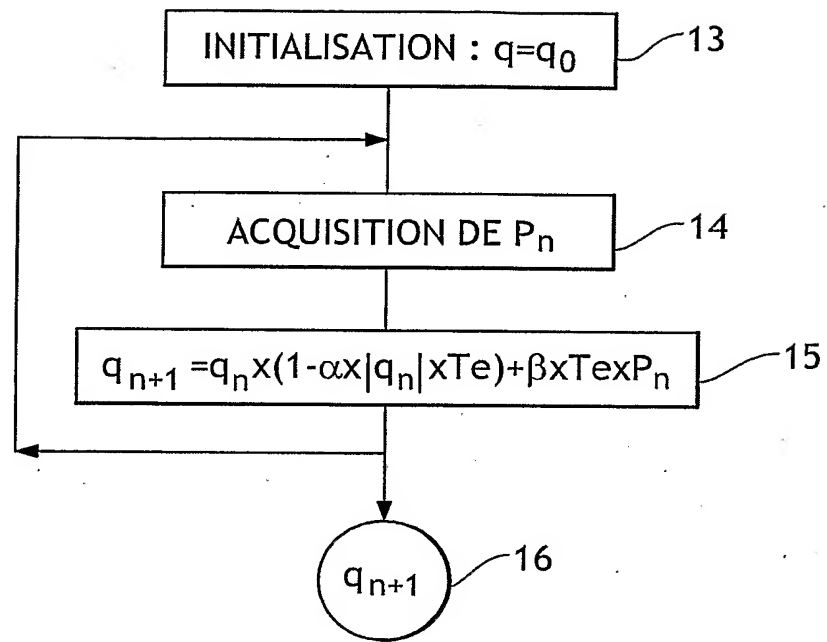 INITIALISATION : q=q₀
13
ACQUISITION DE Pₙ
14
qₙ₊₁ =qₙx(1-αx|qₙ|xTe)+βxTexPₙ
15
qₙ₊₁
16